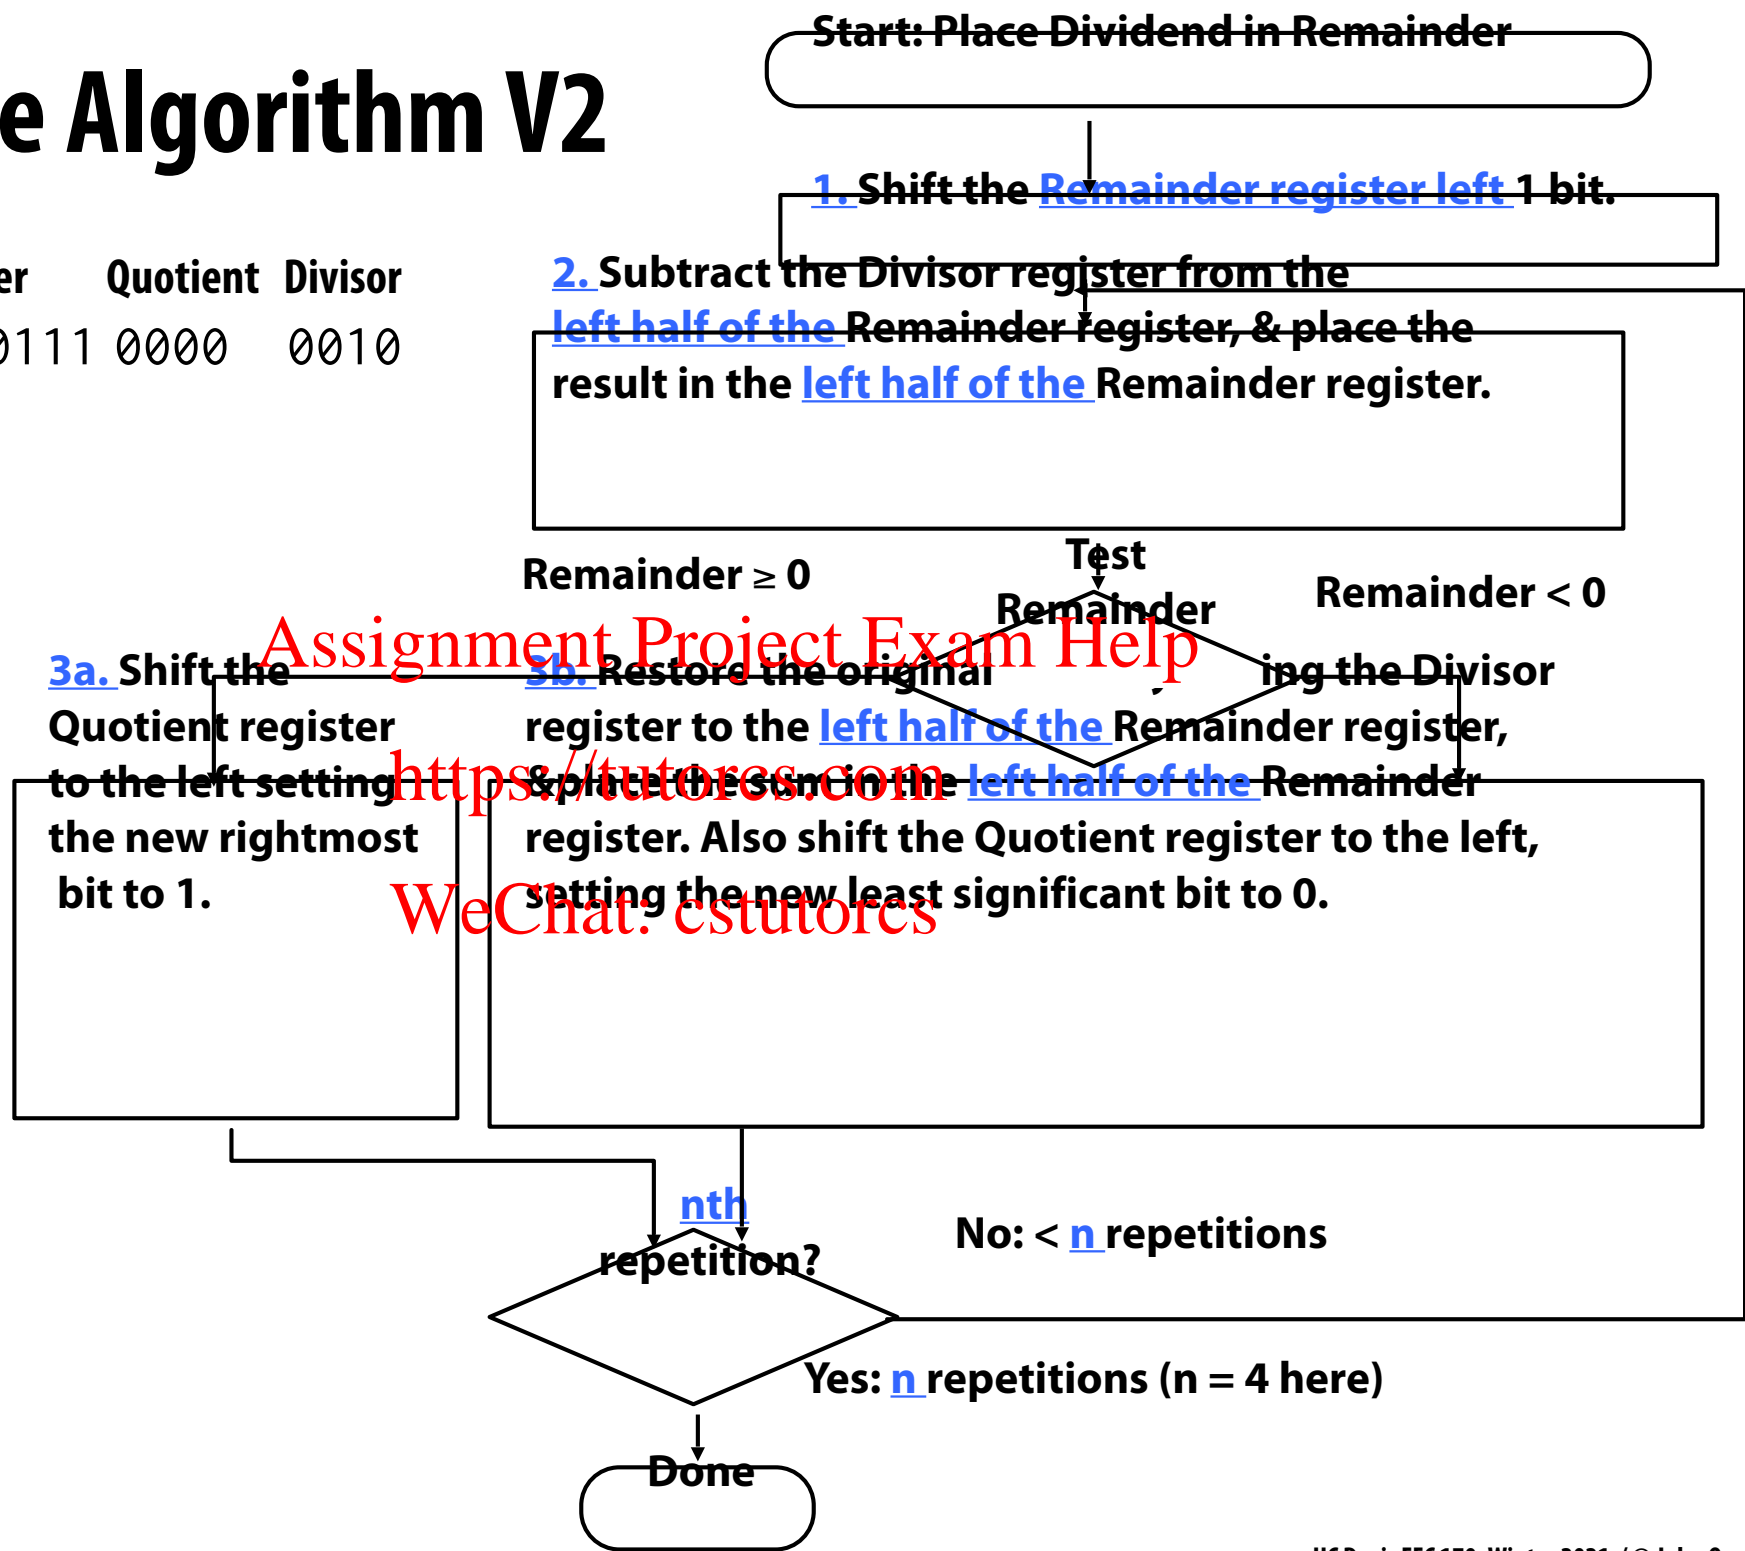 Start: Place Dividend in Remainder
e Algorithm V2
1. Shift the Remainder register left 1 bit.
er Quotient Divisor
0111 0000 0010
2. Subtract the Divisor register from the
left half of the Remainder register, & place the
result in the left half of the Remainder register.
Test
Remainder
Remainder ≥ 0
Remainder < 0
Assignment Project Exam Help
https://tutorcs.com
WeChat: cstutorcs
3a. Shift the
Quotient register
to the left setting
the new rightmost
bit to 1.
3b. Restore the original ing the Divisor
register to the left half of the Remainder register,
&place the sum in the left half of the Remainder
register. Also shift the Quotient register to the left,
setting the new least significant bit to 0.
nth
repetition?
No: < n repetitions
Yes: n repetitions (n = 4 here)
Done